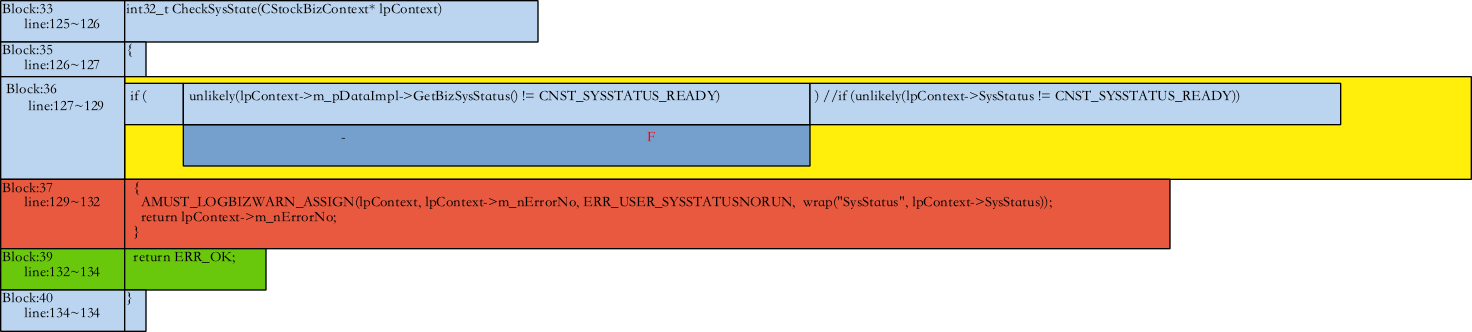 Block:33 int32_t CheckSysState(CStockBizContext* lpContext)
line:125~126
Block:35 {
line:126~127
Block:36 if ( unlikely(lpContext->m_pDataImpl->GetBizSysStatus() != CNST_SYSSTATUS_READY) ) //if (unlikely(lpContext->SysStatus != CNST_SYSSTATUS_READY))
line:127~129
- F
Block:37 {
line:129~132 AMUST_LOGBIZWARN_ASSIGN(lpContext, lpContext->m_nErrorNo, ERR_USER_SYSSTATUSNORUN, wrap("SysStatus", lpContext->SysStatus));
return lpContext->m_nErrorNo;
}
Block:39 return ERR_OK;
line:132~134
Block:40 }
line:134~134